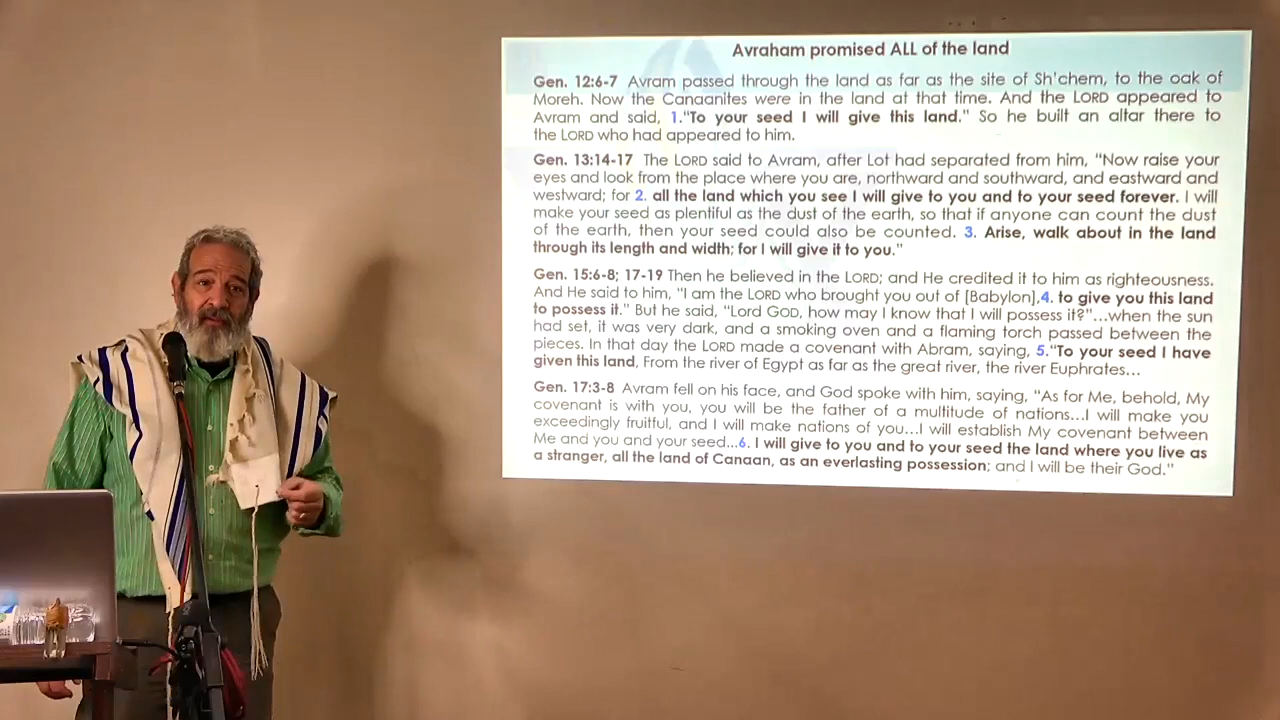 Avraham promised ALL of the land
Gen. 12:6-7 Avram passed through the land as far as the site of Sh'chem, to the oak of
Moreh. Now the Canaanites were in the land at that time. And the LORD appeared to
Avram and said, 1."To your seed I will give this land." So he built an altar there to
the LORD who had appeared to him.
Gen. 13:14-17 The LORD said to Avram, after Lot had separated from him, "Now raise your
eyes and look from the place where you are, northward and southward, and eastward and
westward; for 2. all the land which you see I will give to you and to your seed forever. I will
make your seed as plentiful as the dust of the earth, so that if anyone can count the dust
of the earth, then your seed could also be counted. 3. Arise, walk about in the land
through its length and width; for I will give it to you."
Gen. 15:6-8; 17-19 Then he believed in the LORD; and He credited it to him as righteousness.
And He said to him, "I am the LORD who brought you out of [Babylon],4. to give you this land
to possess it." But he said, "Lord GOD, how may I know that I will possess it?"...when the sun
had set, it was very dark, and a smoking oven and a flaming torch passed between the
pieces. In that day the LORD made a covenant with Abram, saying, 5."To your seed I have
given this land, From the river of Egypt as far as the great river, the river Euphrates...
Gen. 17:3-8 Avram fell on his face, and God spoke with him, saying, "As for Me, behold, My
covenant is with you, you will be the father of a multitude of nations...I will make you
exceedingly fruitful, and I will make nations of you...I will establish My covenant between
Me and you and your seed...6. I will give to you and to your seed the land where you live as
a stranger, all the land of Canaan, as an everlasting possession; and I will be their God."